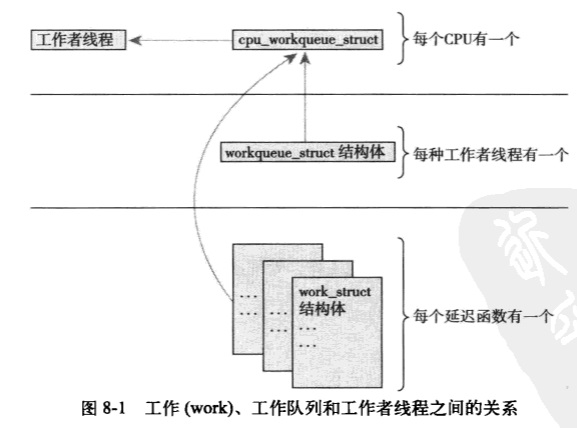 工作者线程
cpu_workqueue_struct
每个CPU有一个
workqueue_struct 结构体
每种工作者线程有一个
work_struct
结构体
...
...
...
...
...
...
每个延迟函数有一个
图 8-1 工作 (work)、工作队列和工作者线程之间的关系